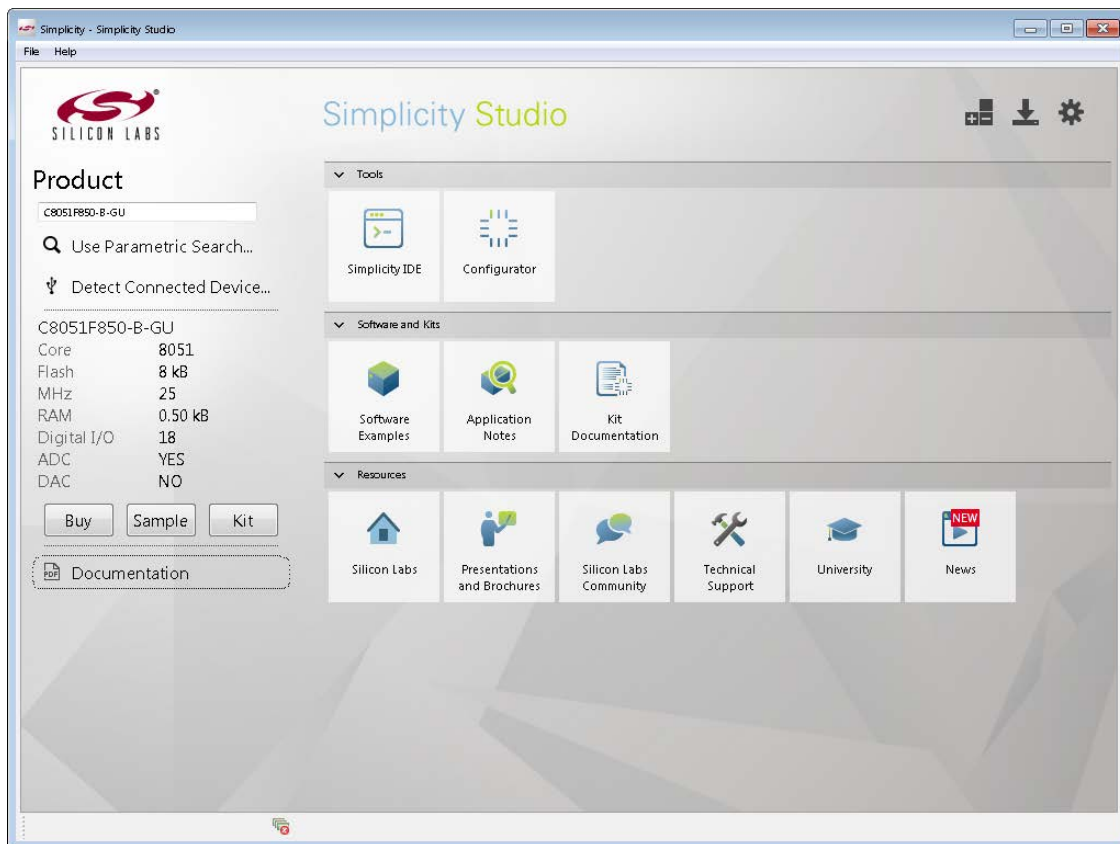 Simplicity - Simplicity Studio
File Help
SILICON LABS
Simplicity Studio
Product
C8051F850-B-GU
Use Parametric Search...
Detect Connected Device...
C8051F850-B-GU
Core 8051
Flash 8 kB
MHz 25
RAM 0.50 kB
Digital I/O 18
ADC YES
DAC NO
Buy Sample Kit
PDF Documentation
Tools
Simplicity IDE
Configurator
Software and Kits
Software
Examples
Application
Notes
Kit
Documentation
Resources
Silicon Labs
Presentations
and Brochures
Silicon Labs
Community
Technical
Support
University
NEW
News